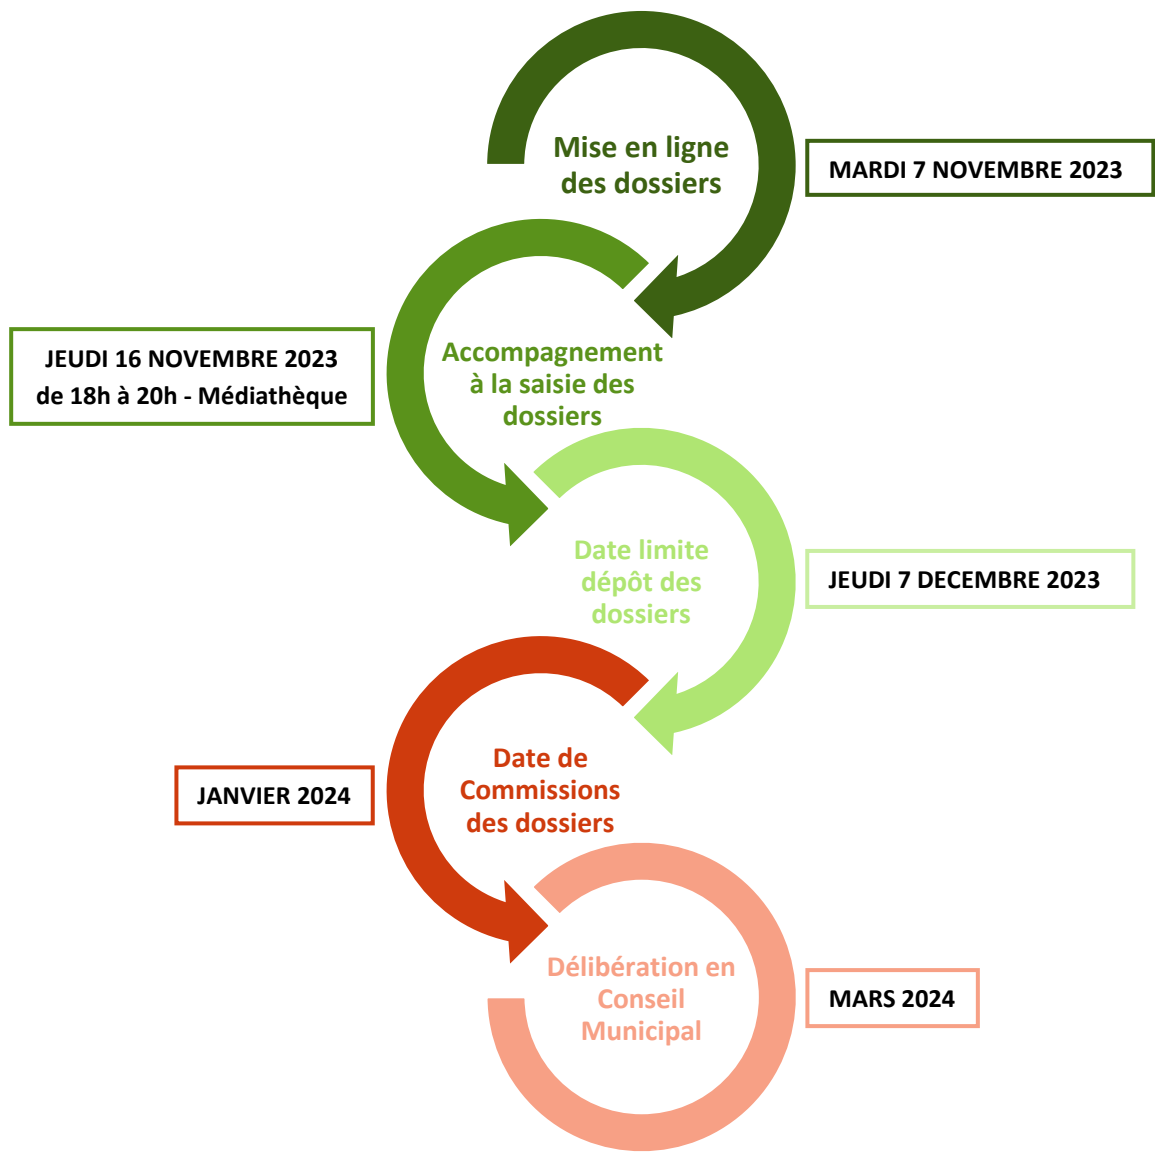 Mise en ligne
des dossiers
MARDI 7 NOVEMBRE 2023
Accompagnement
à la saisie des
dossiers
JEUDI 16 NOVEMBRE 2023
de 18h à 20h - Médiathèque
Date limite
dépôt des
dossiers
JEUDI 7 DECEMBRE 2023
Date de
Commissions
des dossiers
JANVIER 2024
Délibération en
Conseil
Municipal
MARS 2024